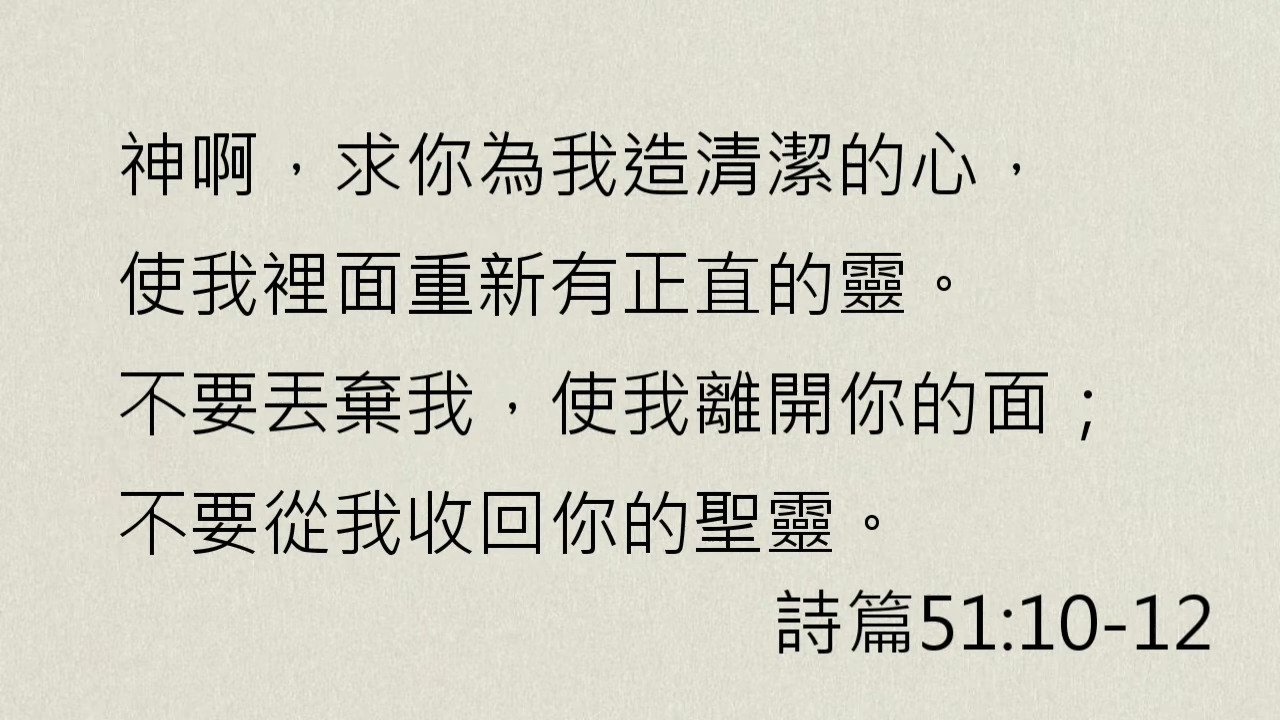 神啊，求你為我造清潔的心，
使我裡面重新有正直的靈。
不要丟棄我，使我離開你的面；
不要從我收回你的聖靈。
詩篇51:10-12